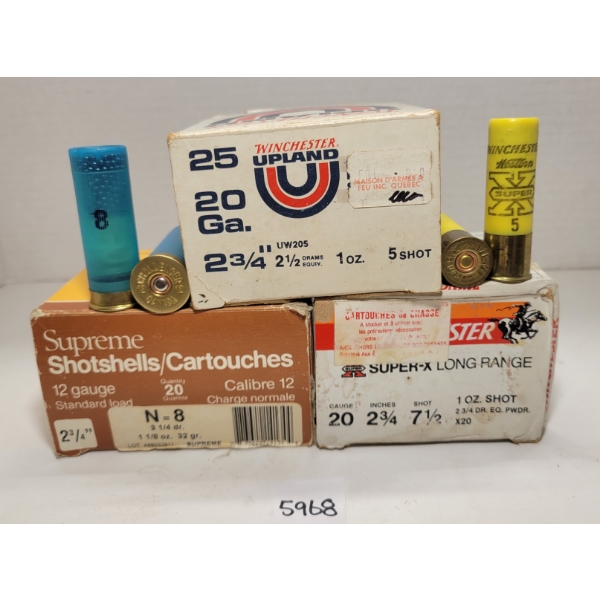 25
WINCHESTER
UPLAND
20
Ga.
MAISON D'ARMES À
FEU INC. QUÉBEC
2 3/4" UW205 2 1/2 DRAMS EQUIV. 1 oz. 5 SHOT
8
WINCHESTER
SUPER X
5
Supreme
Shotshells/Cartouches
12 gauge Quantity 20 Quantité Calibre 12
Standard load Charge normale
N=8
2 3/4"
3 1/4 dr.
1 1/8 oz. 32 gr.
LOT SUPREME
CARTOUCHES de CHASSE
SUPER-X LONG RANGE
GAUGE INCHES SHOT
20 2 3/4 7 1/2
1 OZ. SHOT
2 3/4 DR. EQ. PWDR.
X20
5968